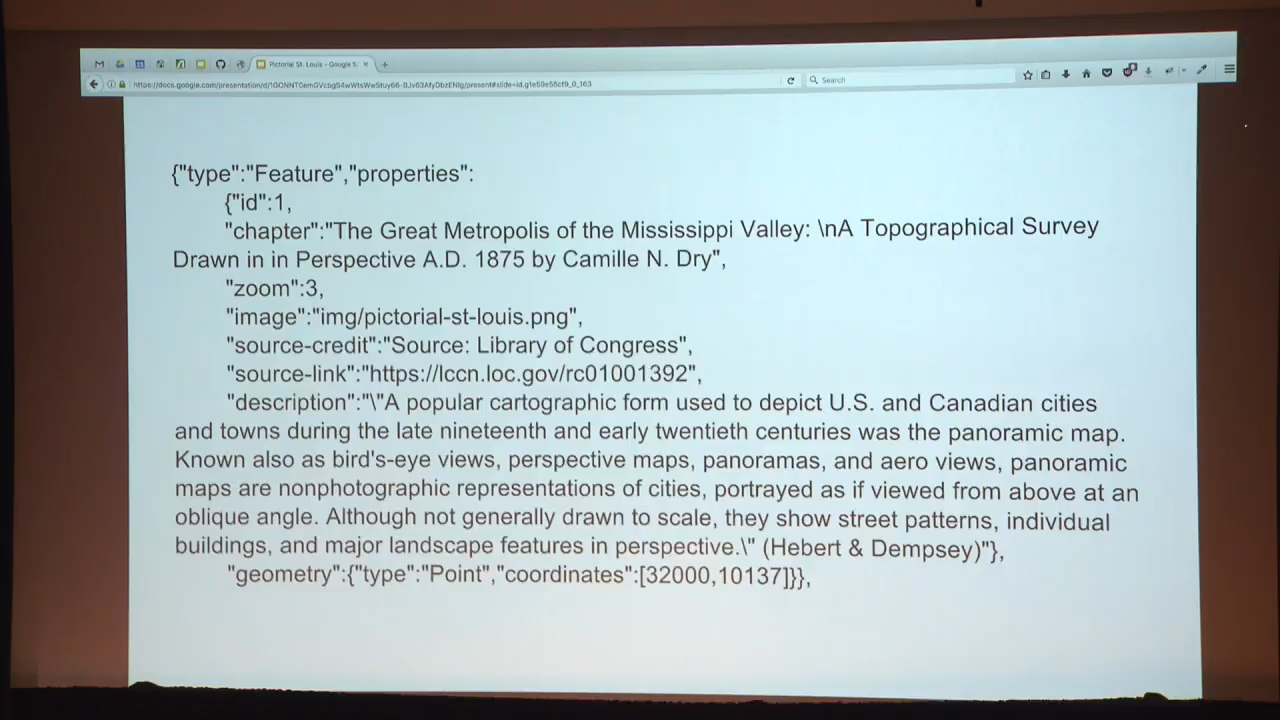 Pictorial St. Louis - Google S
Search
{"type":"Feature","properties":
{"id":1,
"chapter":"The Great Metropolis of the Mississippi Valley: \nA Topographical Survey
Drawn in in Perspective A.D. 1875 by Camille N. Dry",
"zoom":3,
"image":"img/pictorial-st-louis.png",
"source-credit":"Source: Library of Congress",
"source-link":"https://lccn.loc.gov/rc01001392",
"description":"\"A popular cartographic form used to depict U.S. and Canadian cities
and towns during the late nineteenth and early twentieth centuries was the panoramic map.
Known also as bird's-eye views, perspective maps, panoramas, and aero views, panoramic
maps are nonphotographic representations of cities, portrayed as if viewed from above at an
oblique angle. Although not generally drawn to scale, they show street patterns, individual
buildings, and major landscape features in perspective.\" (Hebert & Dempsey)"},
"geometry":{"type":"Point","coordinates":[32000,10137]}},